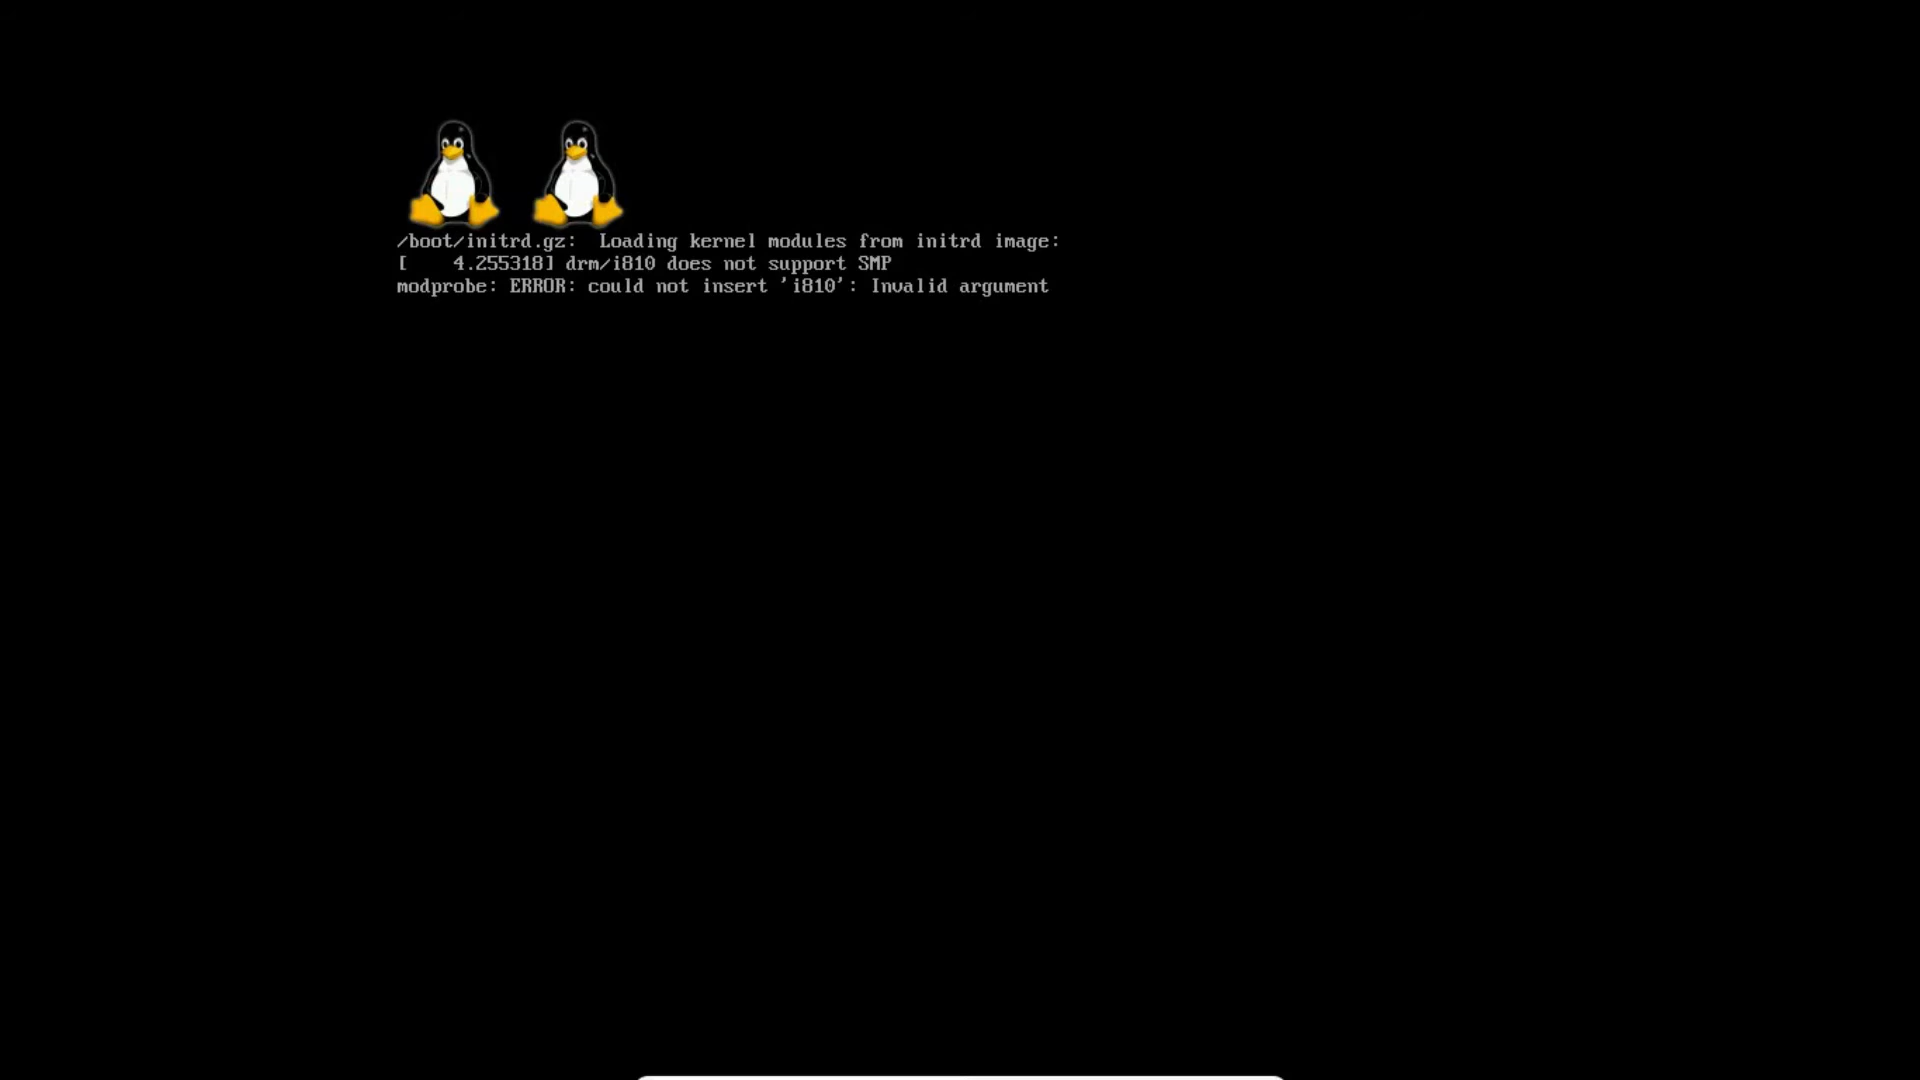 /boot/initrd.gz:  Loading kernel modules from initrd image:
[    4.255318] drm/i810 does not support SMP
modprobe: ERROR: could not insert 'i810': Invalid argument